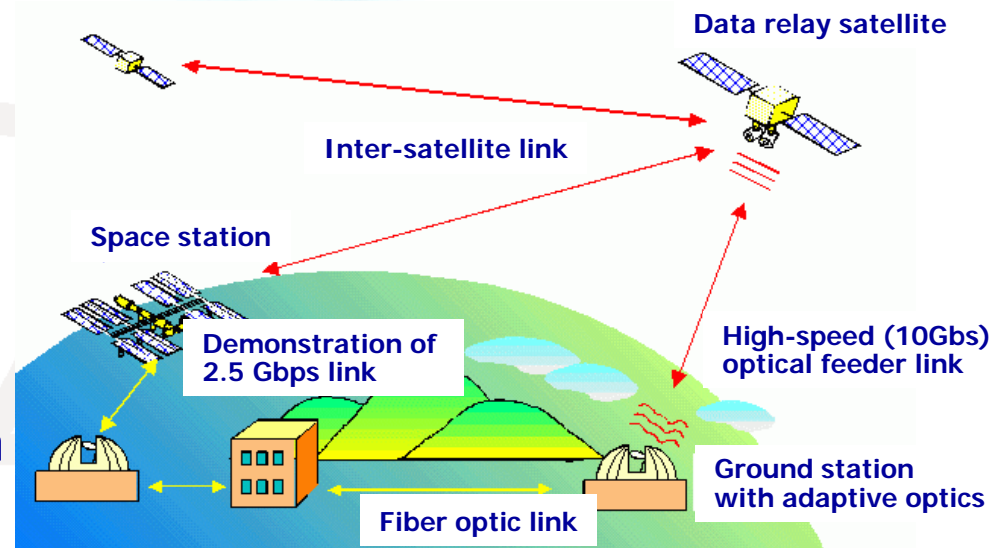 Data relay satellite
Inter-satellite link
Space station
Demonstration of
2.5 Gbps link
High-speed (10Gbs)
optical feeder link
Ground station
with adaptive optics
Fiber optic link